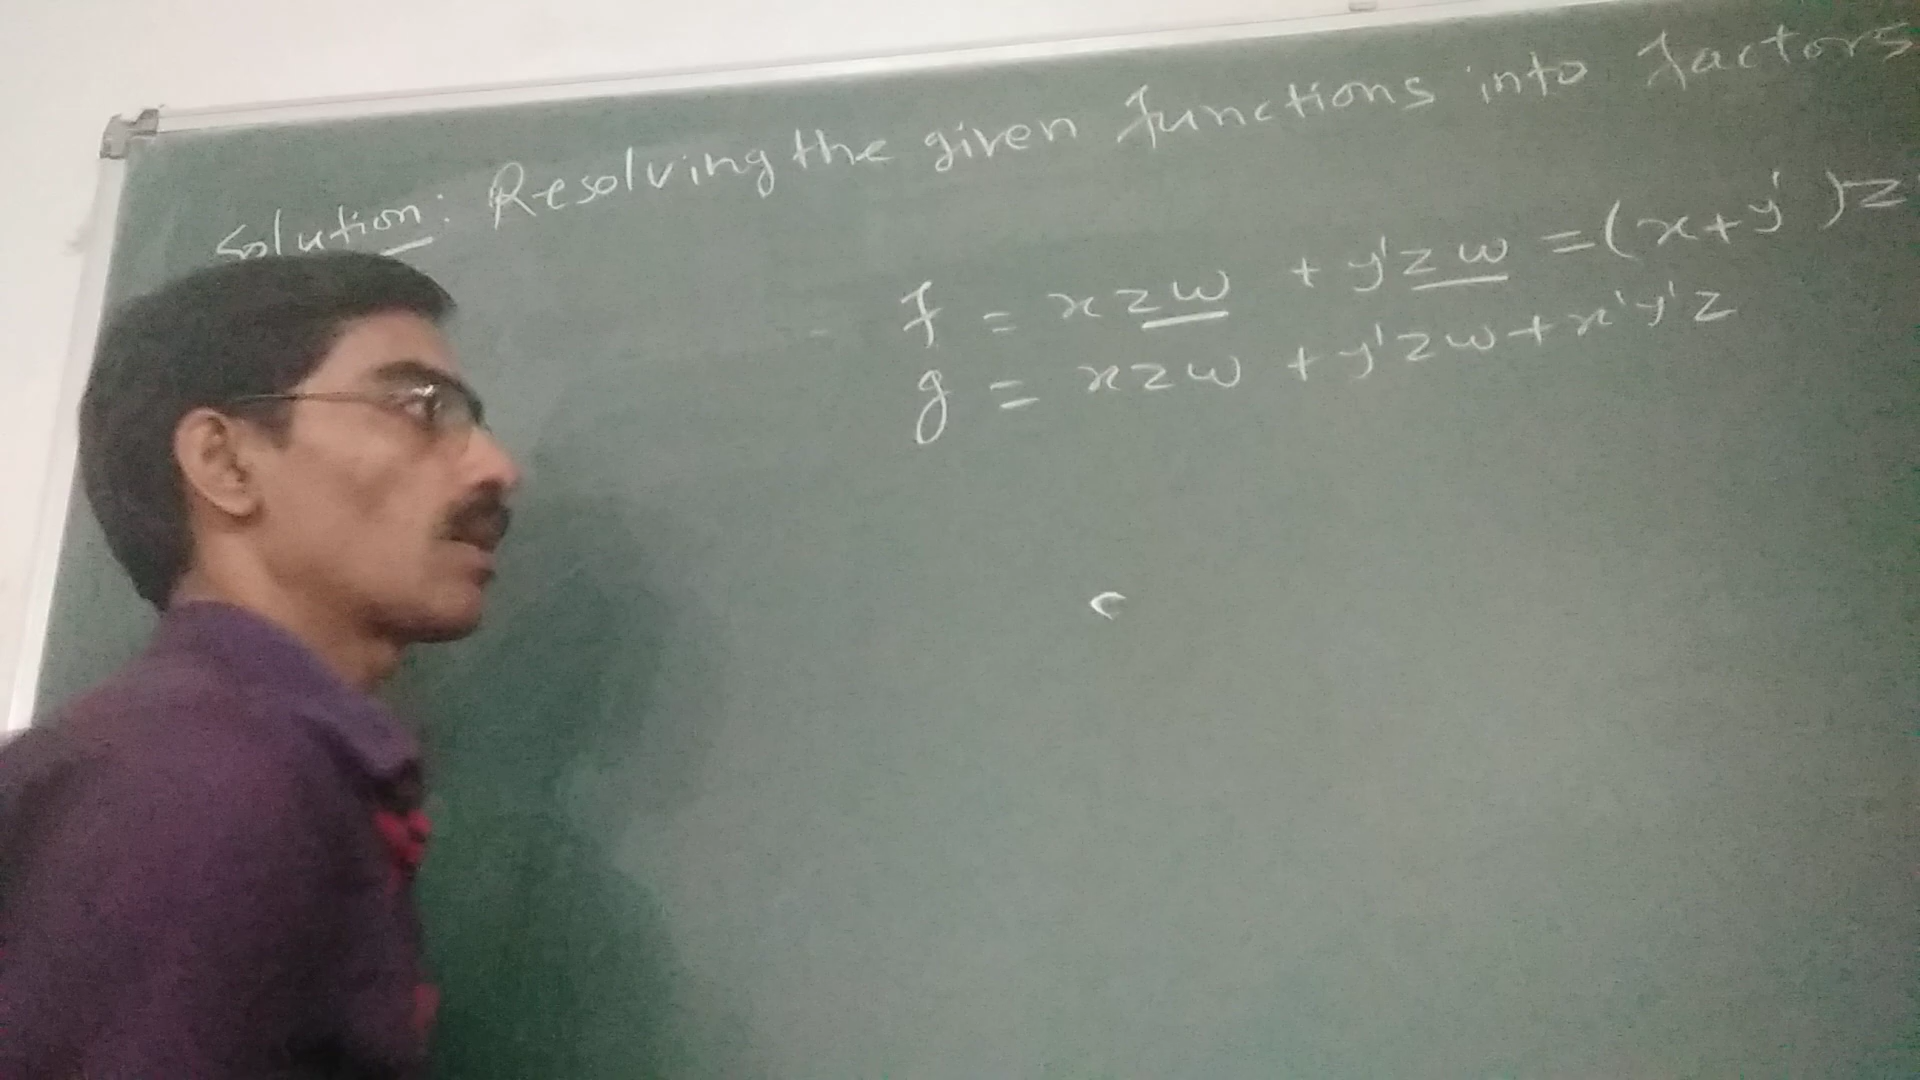 Solution: Resolving the given functions into factors
f = xzw + y'zw = (x+y')z
g = xzw + y'zw + x'y'z